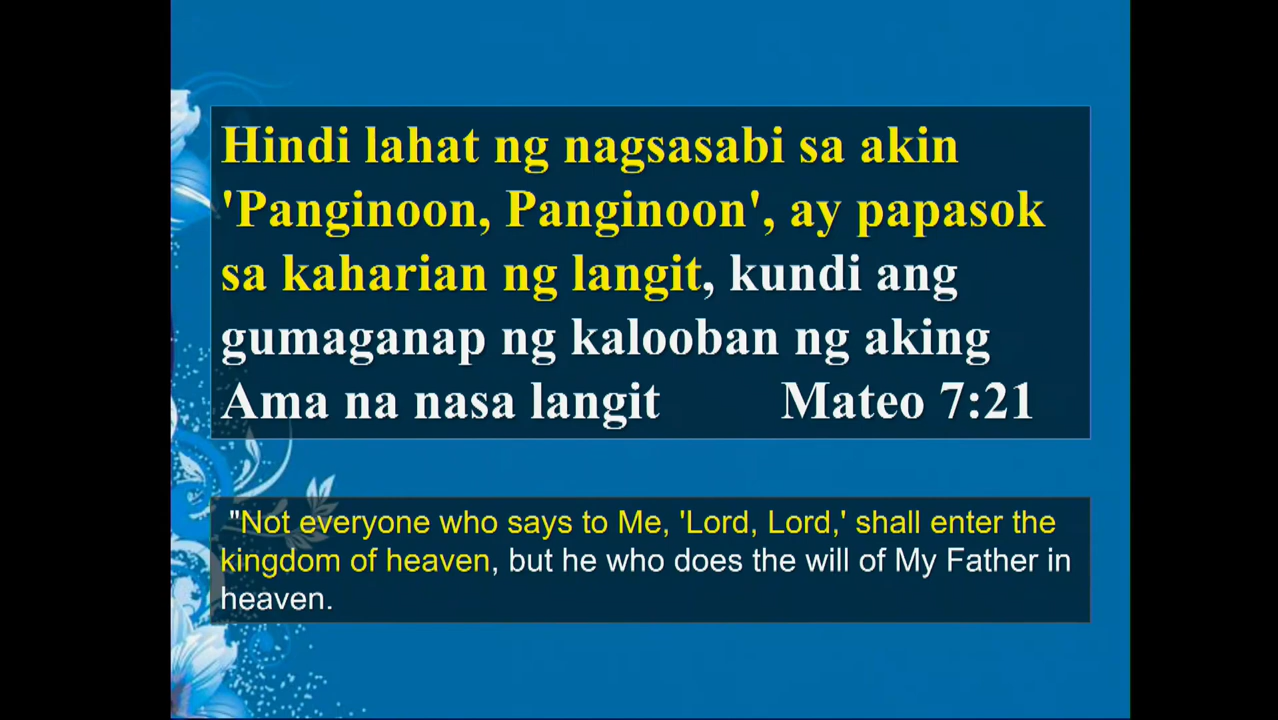 Hindi lahat ng nagsasabi sa akin
'Panginoon, Panginoon', ay papasok
sa kaharian ng langit, kundi ang
gumaganap ng kalooban ng aking
Ama na nasa langit Mateo 7:21
"Not everyone who says to Me, 'Lord, Lord,' shall enter the
kingdom of heaven, but he who does the will of My Father in
heaven.